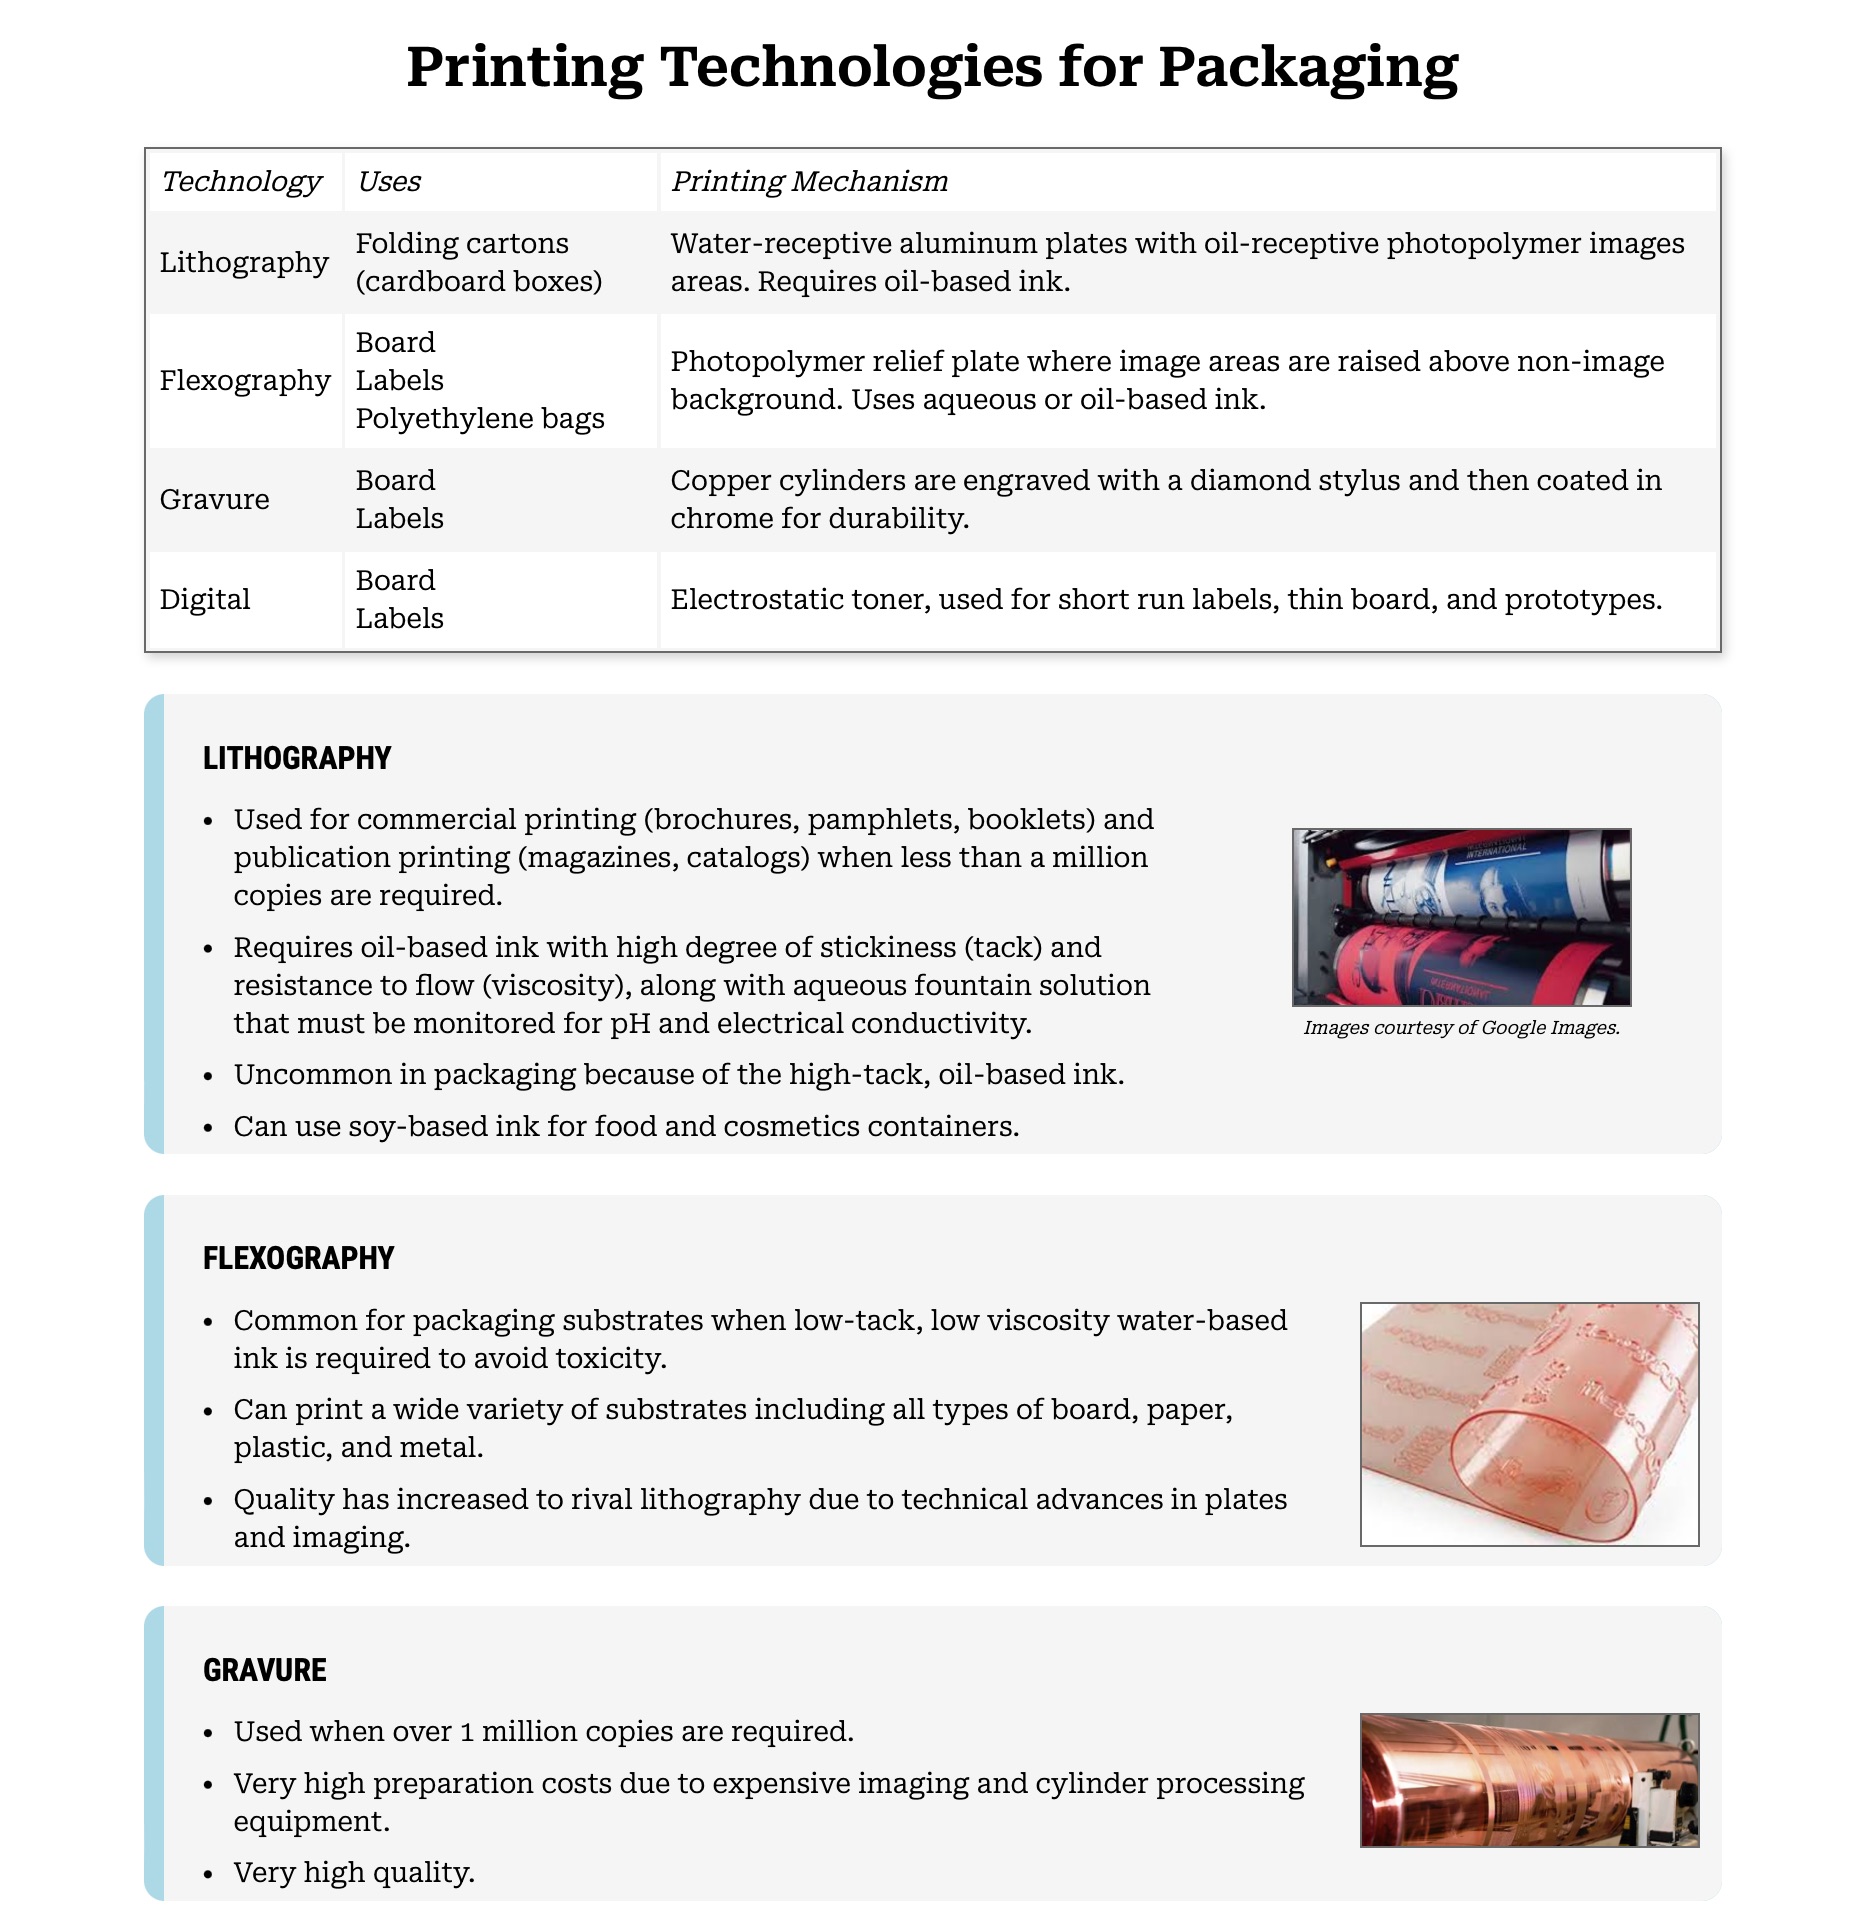 Printing Technologies for Packaging
Technology Uses Printing Mechanism
Lithography
Folding cartons
(cardboard boxes)
Water-receptive aluminum plates with oil-receptive photopolymer images
areas. Requires oil-based ink.
Flexography
Board
Labels
Polyethylene bags
Photopolymer relief plate where image areas are raised above non-image
background. Uses aqueous or oil-based ink.
Gravure
Board
Labels
Copper cylinders are engraved with a diamond stylus and then coated in
chrome for durability.
Digital
Board
Labels
Electrostatic toner, used for short run labels, thin board, and prototypes.
LITHOGRAPHY
• Used for commercial printing (brochures, pamphlets, booklets) and
publication printing (magazines, catalogs) when less than a million
copies are required.
• Requires oil-based ink with high degree of stickiness (tack) and
resistance to flow (viscosity), along with aqueous fountain solution
that must be monitored for pH and electrical conductivity.
• Uncommon in packaging because of the high-tack, oil-based ink.
• Can use soy-based ink for food and cosmetics containers.
INTERNATIONAL
Images courtesy of Google Images.
FLEXOGRAPHY
• Common for packaging substrates when low-tack, low viscosity water-based
ink is required to avoid toxicity.
• Can print a wide variety of substrates including all types of board, paper,
plastic, and metal.
• Quality has increased to rival lithography due to technical advances in plates
and imaging.
GRAVURE
• Used when over 1 million copies are required.
• Very high preparation costs due to expensive imaging and cylinder processing
equipment.
• Very high quality.